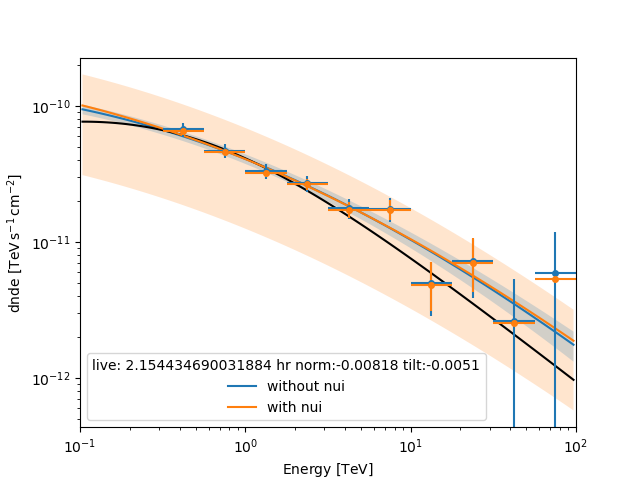 10⁻¹⁰
10⁻¹¹
10⁻¹²
dnde [TeV s⁻¹ cm⁻²]
live: 2.154434690031884 hr norm:-0.00818 tilt:-0.0051
without nui
with nui
10⁻¹ 10⁰ 10¹ 10²
Energy [TeV]